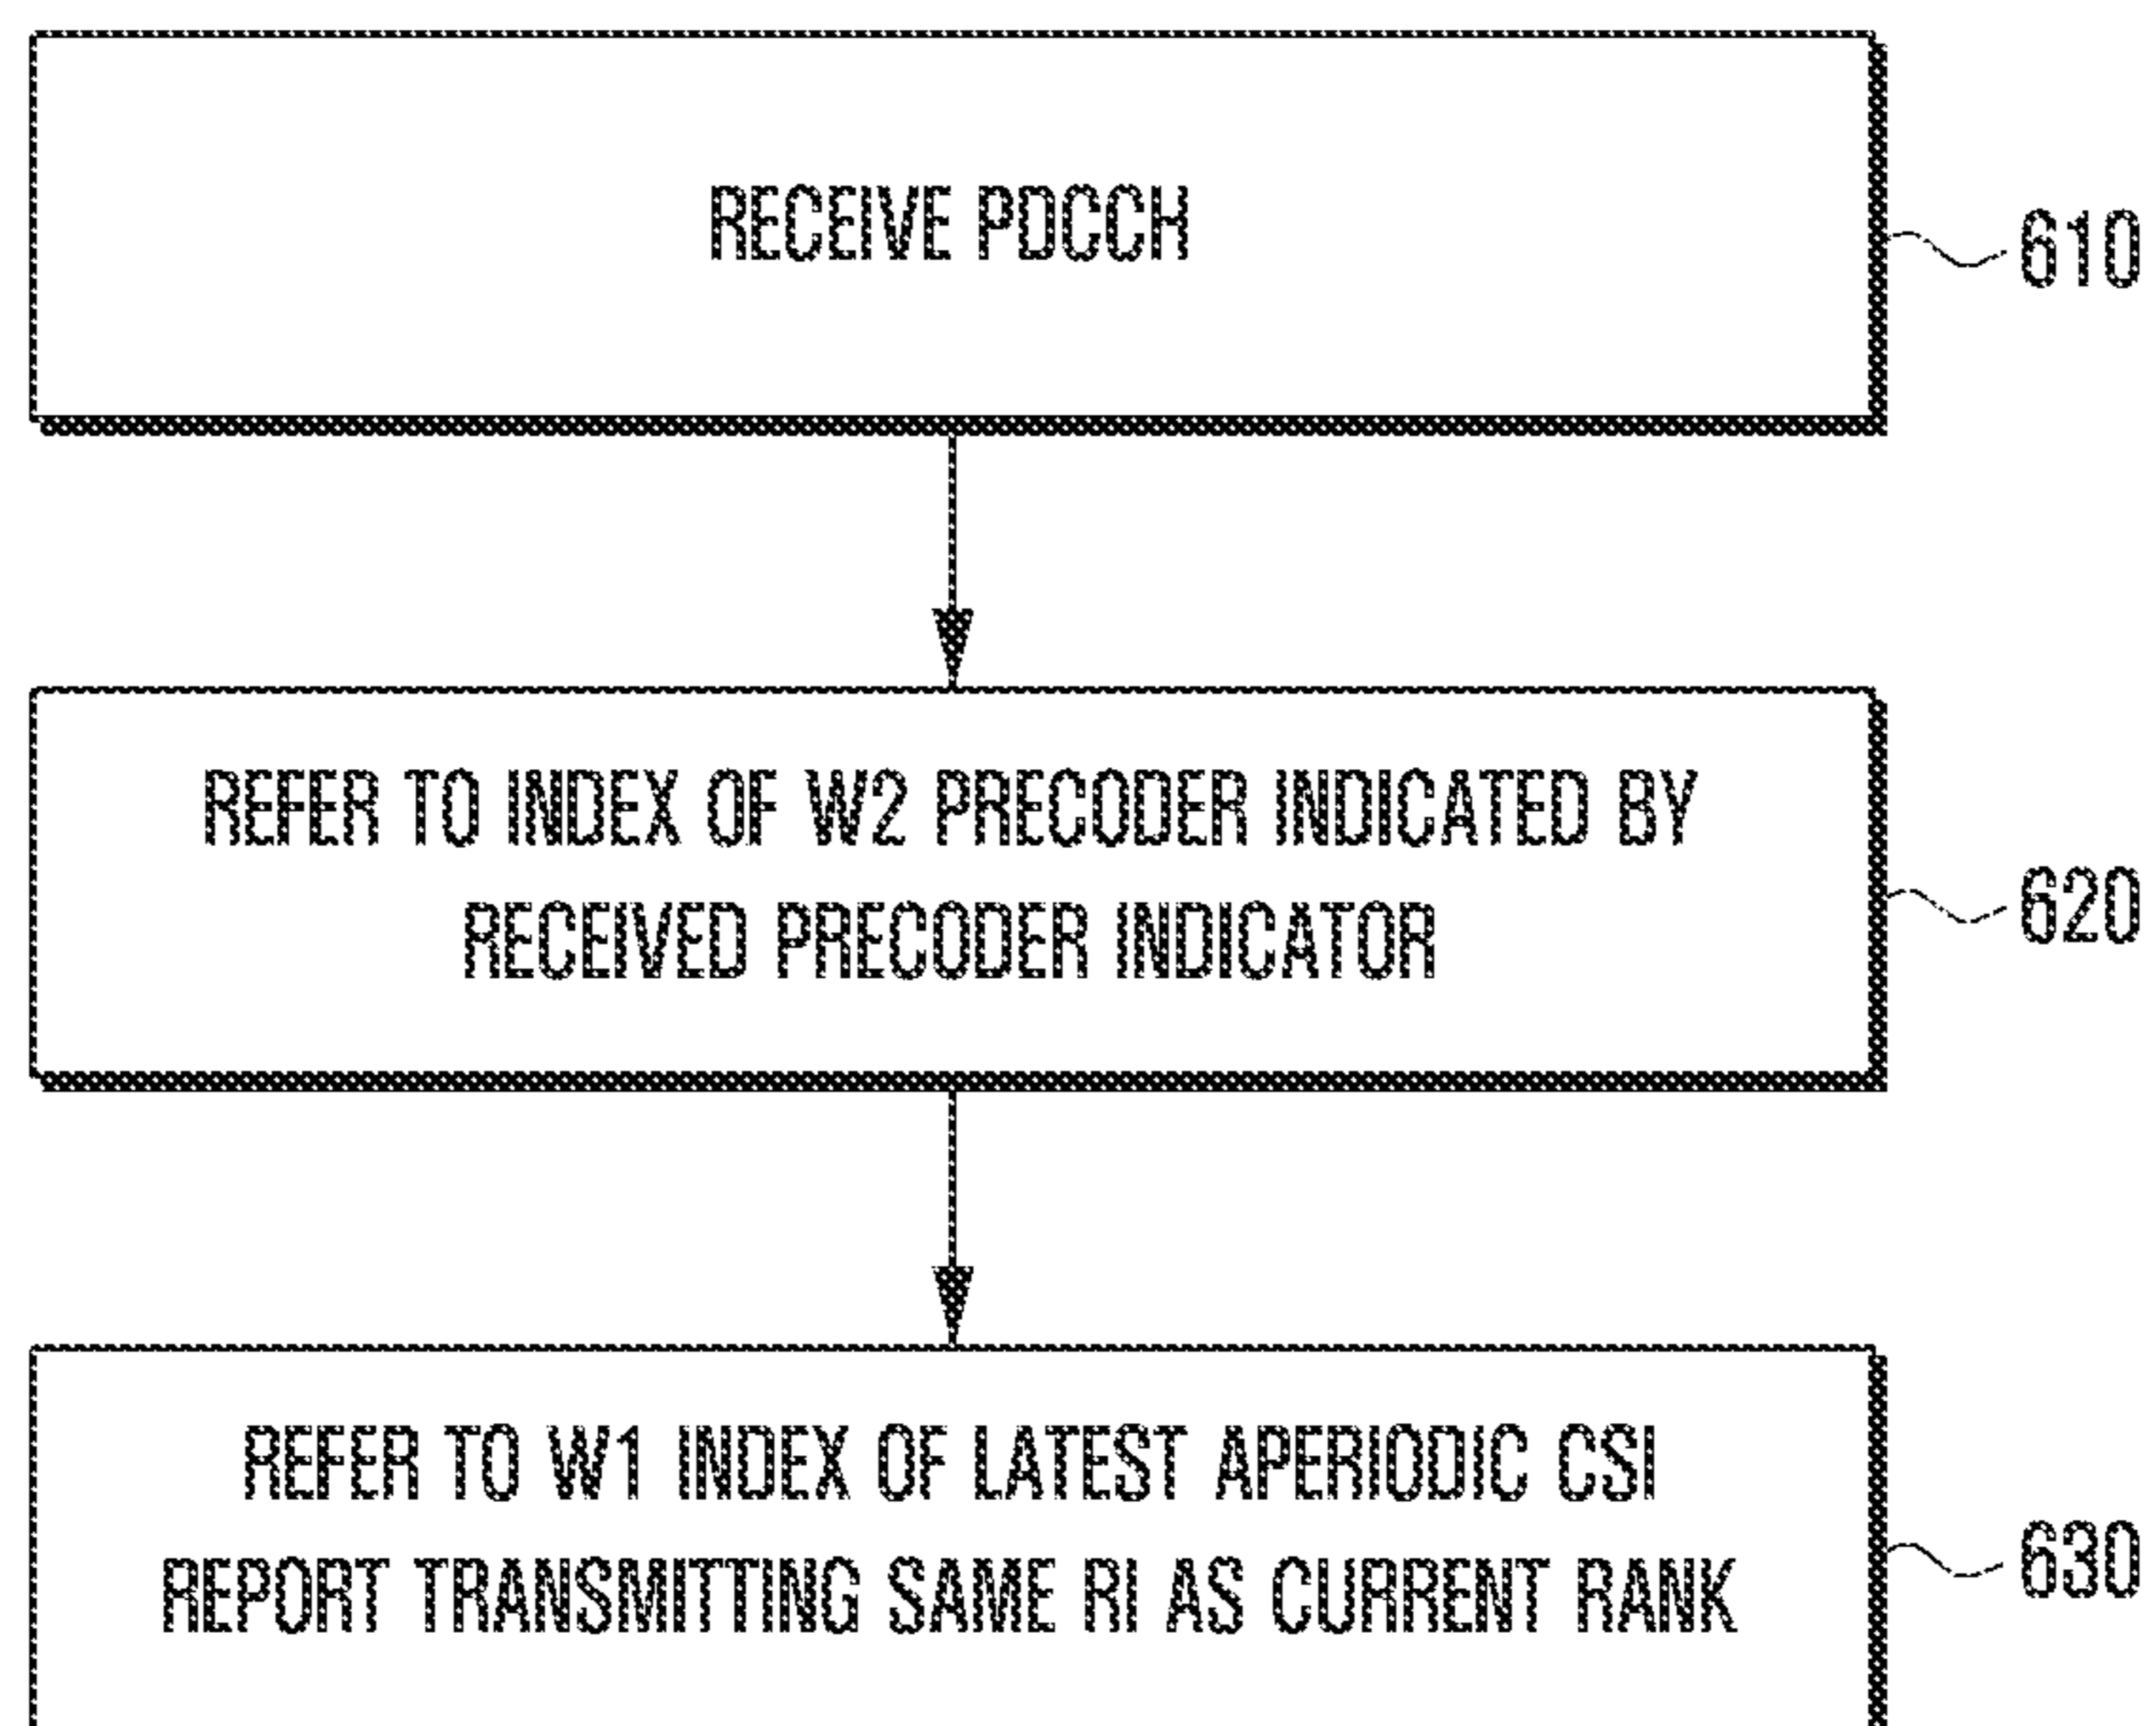 RECEIVE PDCCH
610
REFER TO INDEX OF W2 PRECODER INDICATED BY
RECEIVED PRECODER INDICATOR
620
REFER TO W1 INDEX OF LATEST APERIODIC CSI
REPORT TRANSMITTING SAME RI AS CURRENT RANK
630